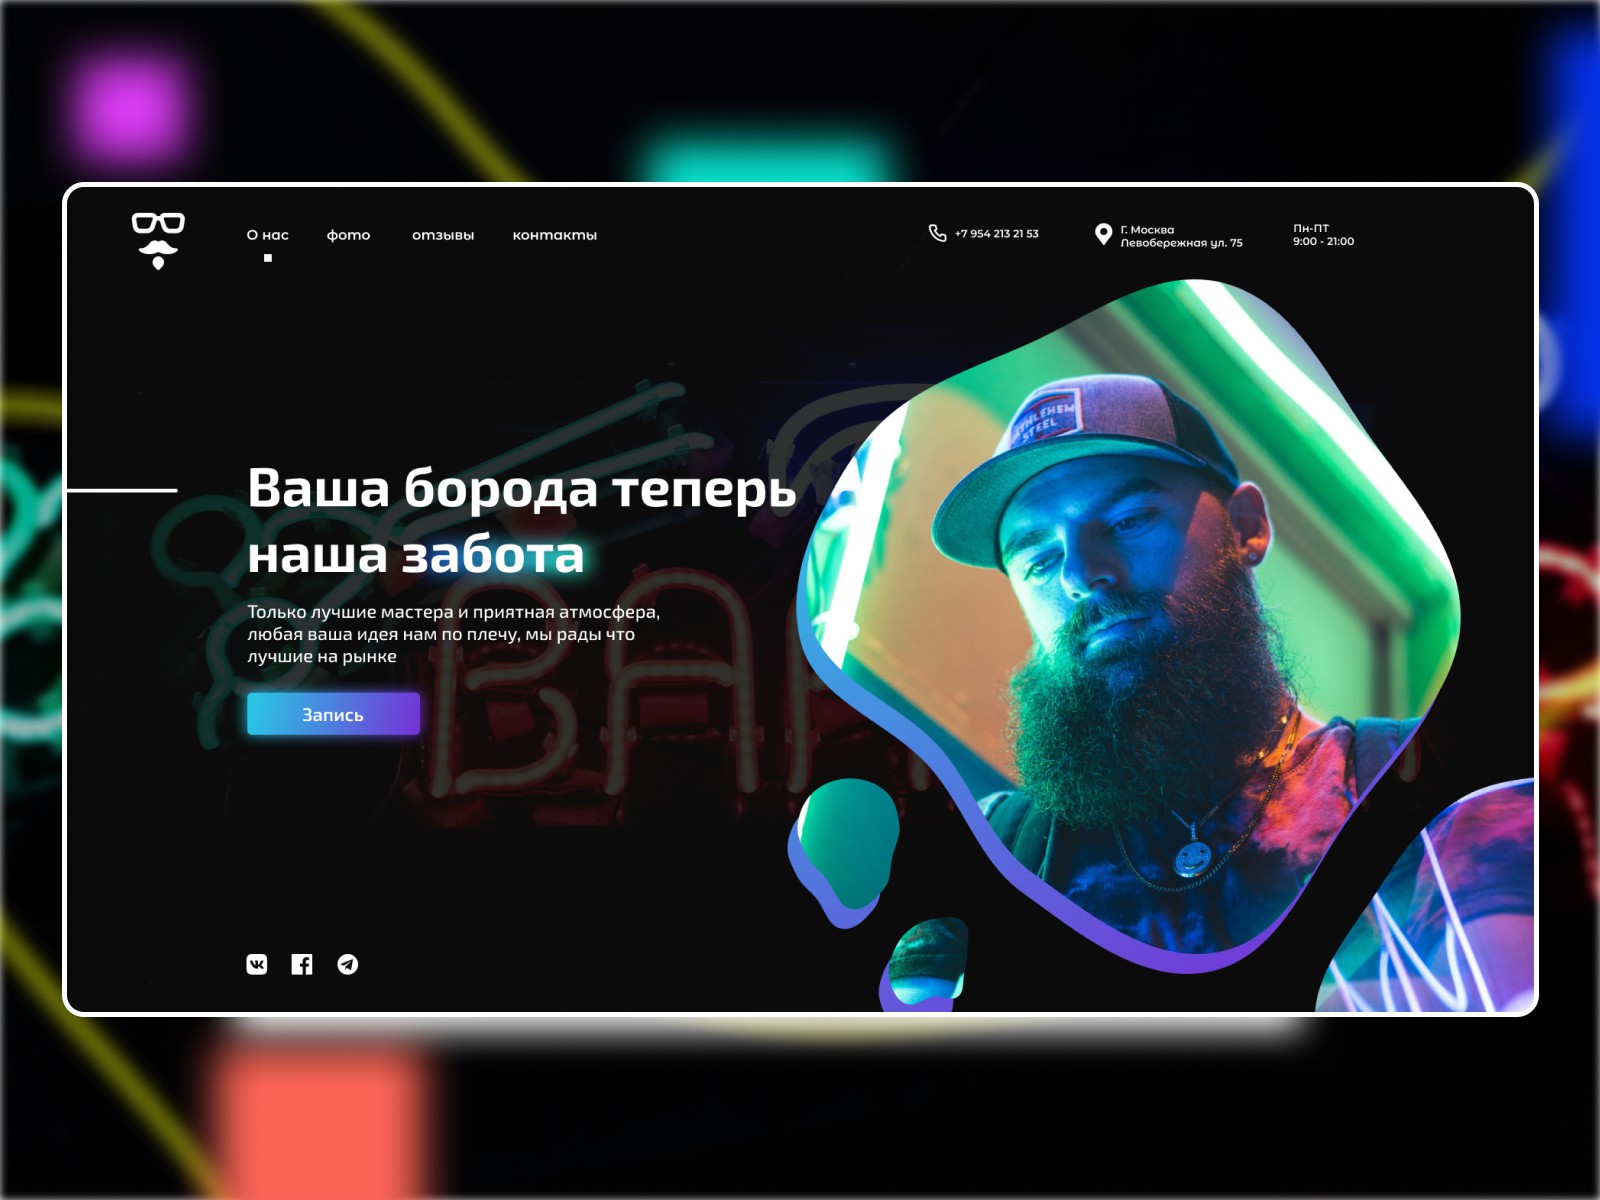 О нас
фото
отзывы
контакты
+7 954 213 21 53
Г. Москва
Левобережная ул. 75
Пн-ПТ
9:00 - 21:00
STEEL
Ваша борода теперь
наша забота
Только лучшие мастера и приятная атмосфера,
любая ваша идея нам по плечу, мы рады что
лучшие на рынке
Запись